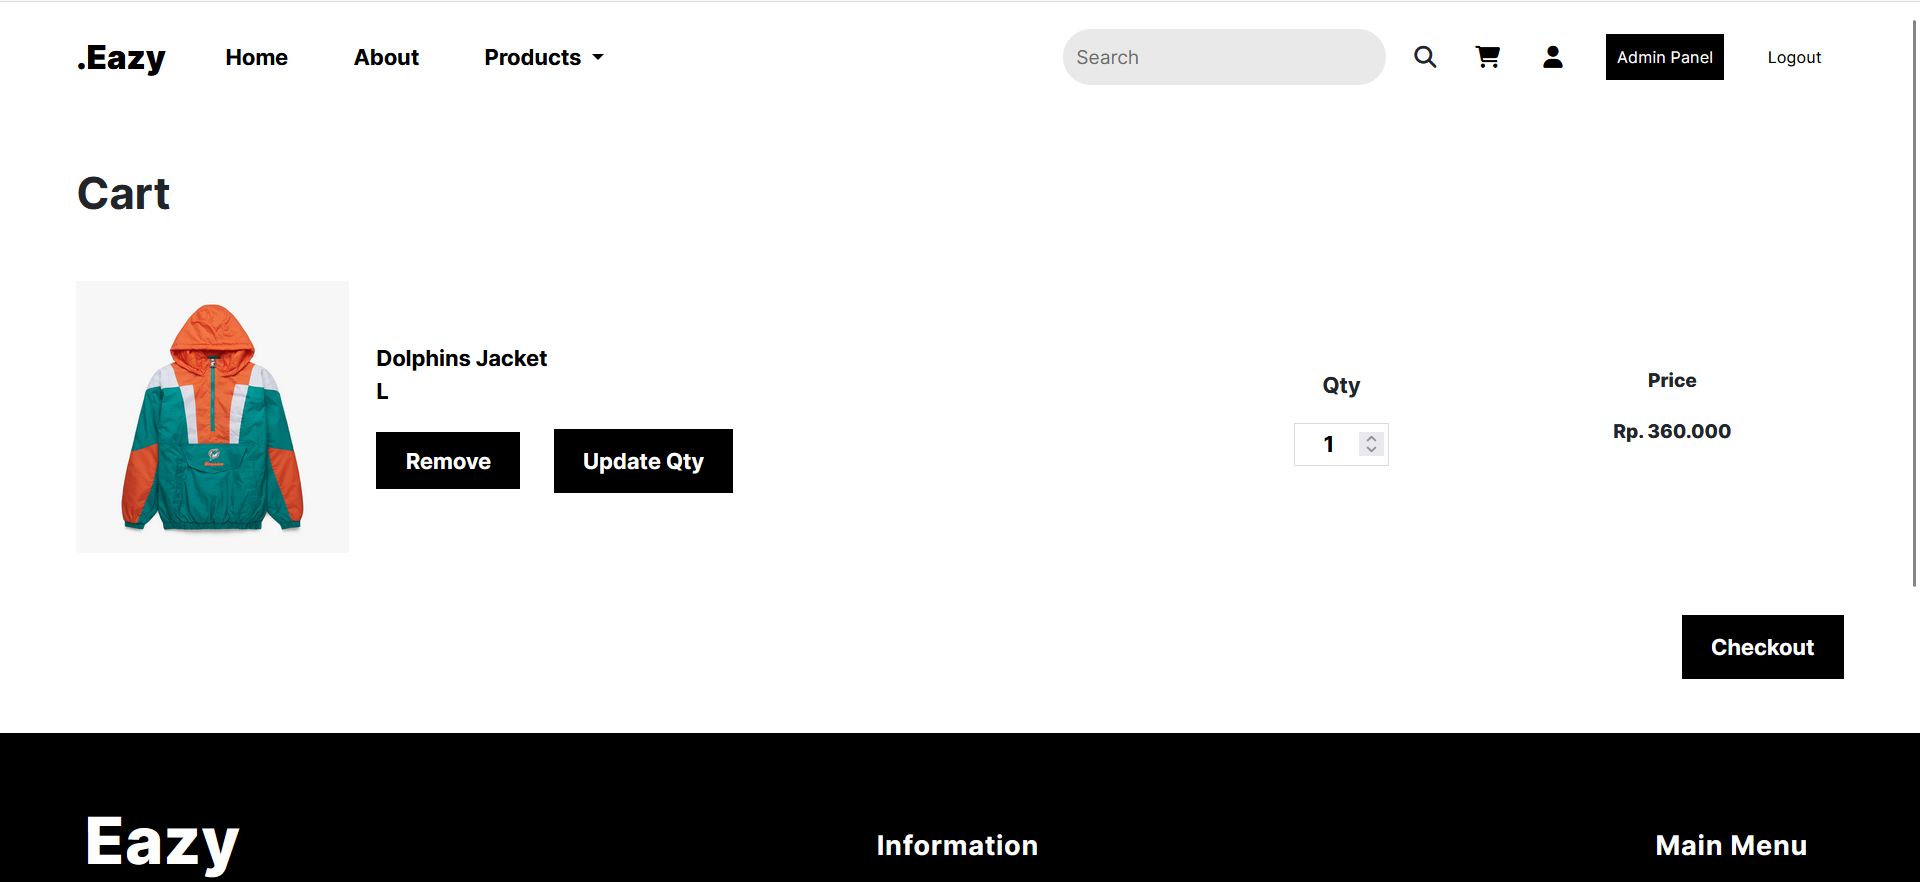 .Eazy Home About Products Search Admin Panel Logout
Cart
Dolphins Jacket
L
Remove Update Qty
Qty
1
Price
Rp. 360.000
Checkout
Eazy Information Main Menu